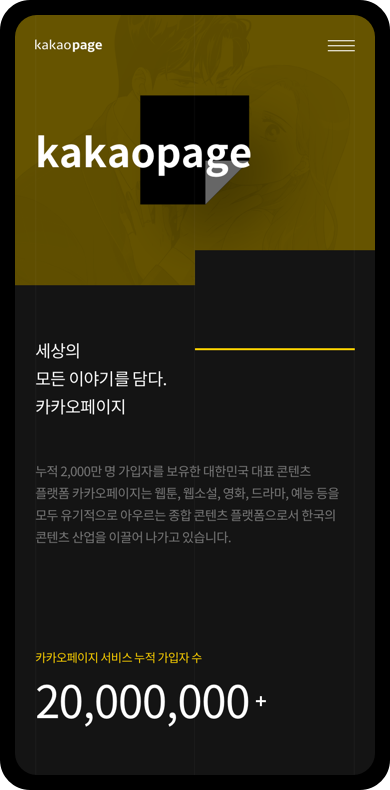 kakaopage
kakaopage
세상의
모든 이야기를 담다.
카카오페이지
누적 2,000만 명 가입자를 보유한 대한민국 대표 콘텐츠
플랫폼 카카오페이지는 웹툰, 웹소설, 영화, 드라마, 예능 등을
모두 유기적으로 아우르는 종합 콘텐츠 플랫폼으로서 한국의
콘텐츠 산업을 이끌어 나가고 있습니다.
카카오페이지 서비스 누적 가입자 수
20,000,000+